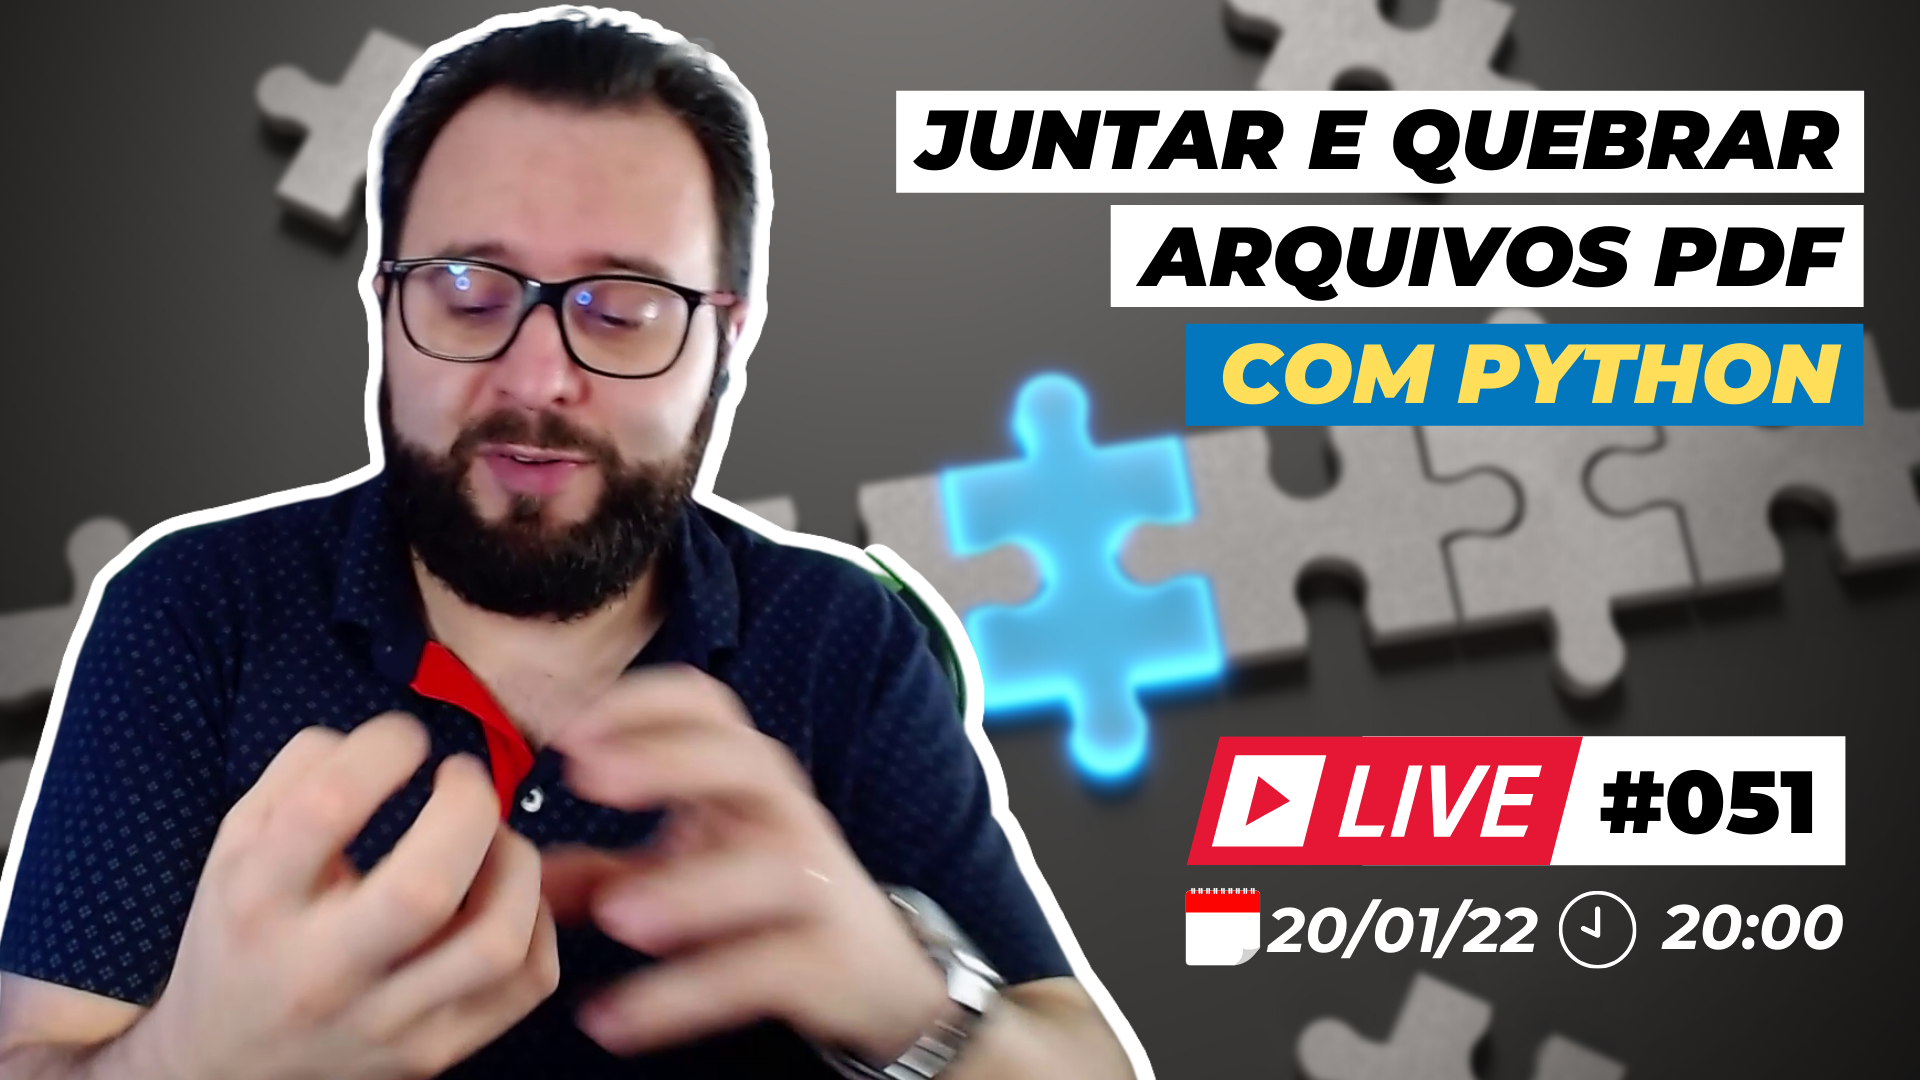 JUNTAR E QUEBRAR
ARQUIVOS PDF
COM PYTHON
LIVE #051
20/01/22 20:00